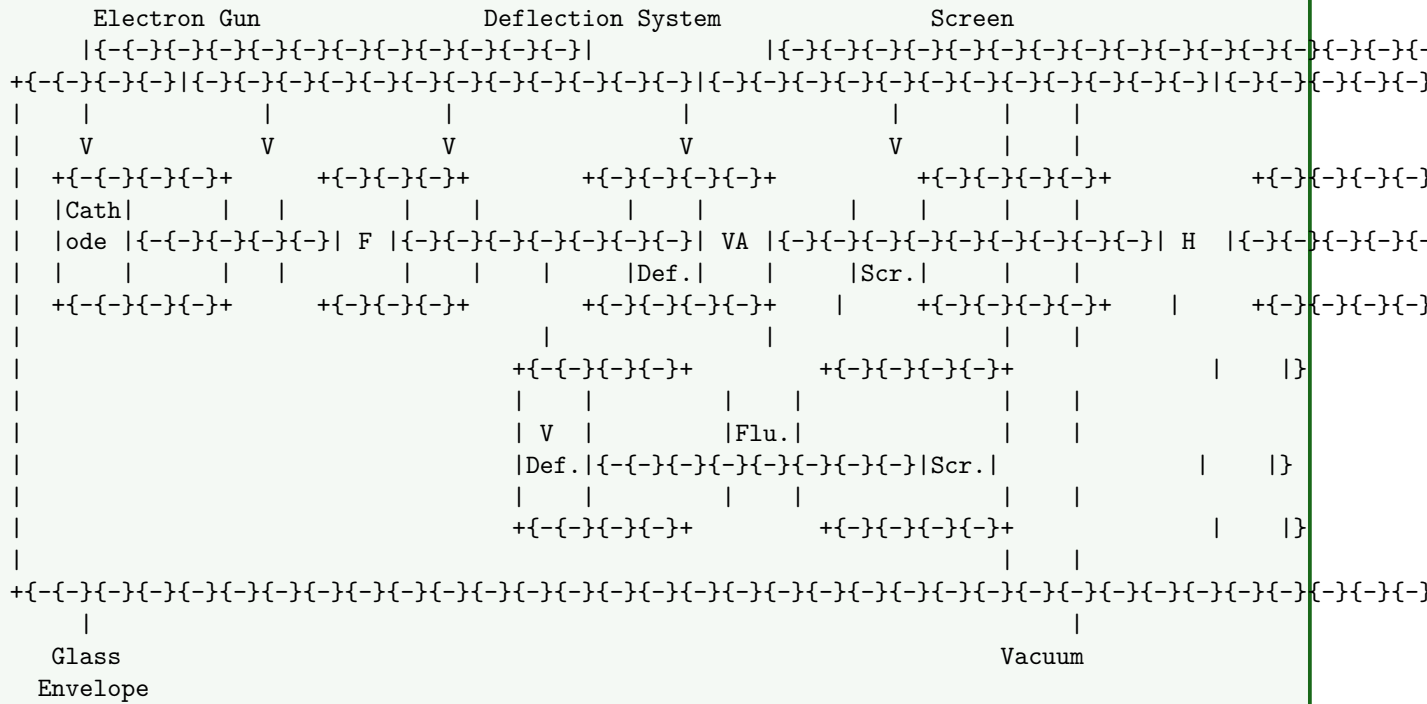 Electron Gun                Deflection System               Screen
|{-{-}{-}{-}{-}{-}{-}{-}{-}{-}{-}{-}|            |{-}{-}{-}{-}{-}{-}{-}{-}{-}{-}{-}{-}{-}{-}{-}{-
+{-{-}{-}{-}|{-}{-}{-}{-}{-}{-}{-}{-}{-}{-}{-}{-}|{-}{-}{-}{-}{-}{-}{-}{-}{-}{-}{-}{-}|{-}{-}{-}{-}{-}
|    |            |            |                |              |       |    |
|    V            V            V                V              V       |    |
|  +{-{-}{-}{-}+      +{-}{-}{-}+        +{-}{-}{-}{-}+          +{-}{-}{-}{-}+          +{-}{-}{-}{-}
|  |Cath|      |   |        |    |          |    |          |    |     |    |
|  |ode |{-{-}{-}{-}{-}| F |{-}{-}{-}{-}{-}{-}{-}| VA |{-}{-}{-}{-}{-}{-}{-}{-}{-}| H  |{-}{-}{-}{-}{-
|  |    |      |   |        |    |    |     |Def.|    |     |Scr.|     |    |
|  +{-{-}{-}{-}+      +{-}{-}{-}+        +{-}{-}{-}{-}+    |     +{-}{-}{-}{-}+    |     +{-}{-}{-}{-}
|                                     |               |                |    |
|                                   +{-{-}{-}{-}+         +{-}{-}{-}{-}+              |    |}
|                                   |    |         |    |              |    |
|                                   | V  |         |Flu.|              |    |
|                                   |Def.|{-{-}{-}{-}{-}{-}{-}{-}|Scr.|              |    |}
|                                   |    |         |    |              |    |
|                                   +{-{-}{-}{-}+         +{-}{-}{-}{-}+              |    |}
|                                                                      |    |
+{-{-}{-}{-}{-}{-}{-}{-}{-}{-}{-}{-}{-}{-}{-}{-}{-}{-}{-}{-}{-}{-}{-}{-}{-}{-}{-}{-}{-}{-}{-}{-}{-}{-
|                                                                      |
Glass                                                               Vacuum
Envelope